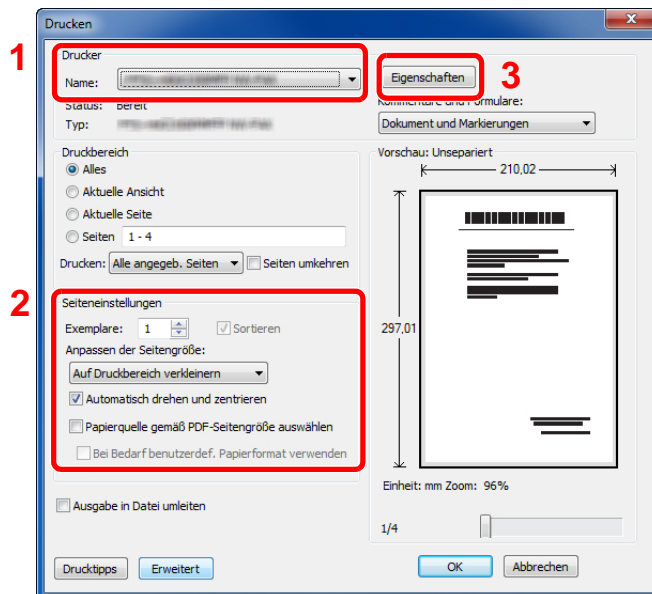 Drucken
1
Drucker
Name:
Eigenschaften
3
Status: Bereit
Kommentare und Formulare:
Typ:
Dokument und Markierungen
Druckbereich
Alles
Aktuelle Ansicht
Aktuelle Seite
Seiten 1 - 4
Drucken: Alle angegeb. Seiten Seiten umkehren
Vorschau: Unsepariert
210,02
297,01
2
Seiteneinstellungen
Exemplare: 1 Sortieren
Anpassen der Seitengröße:
Auf Druckbereich verkleinern
Automatisch drehen und zentrieren
Papierquelle gemäß PDF-Seitengröße auswählen
Bei Bedarf benutzerdef. Papierformat verwenden
Einheit: mm Zoom: 96%
Ausgabe in Datei umleiten
1/4
Drucktipps Erweitert OK Abbrechen